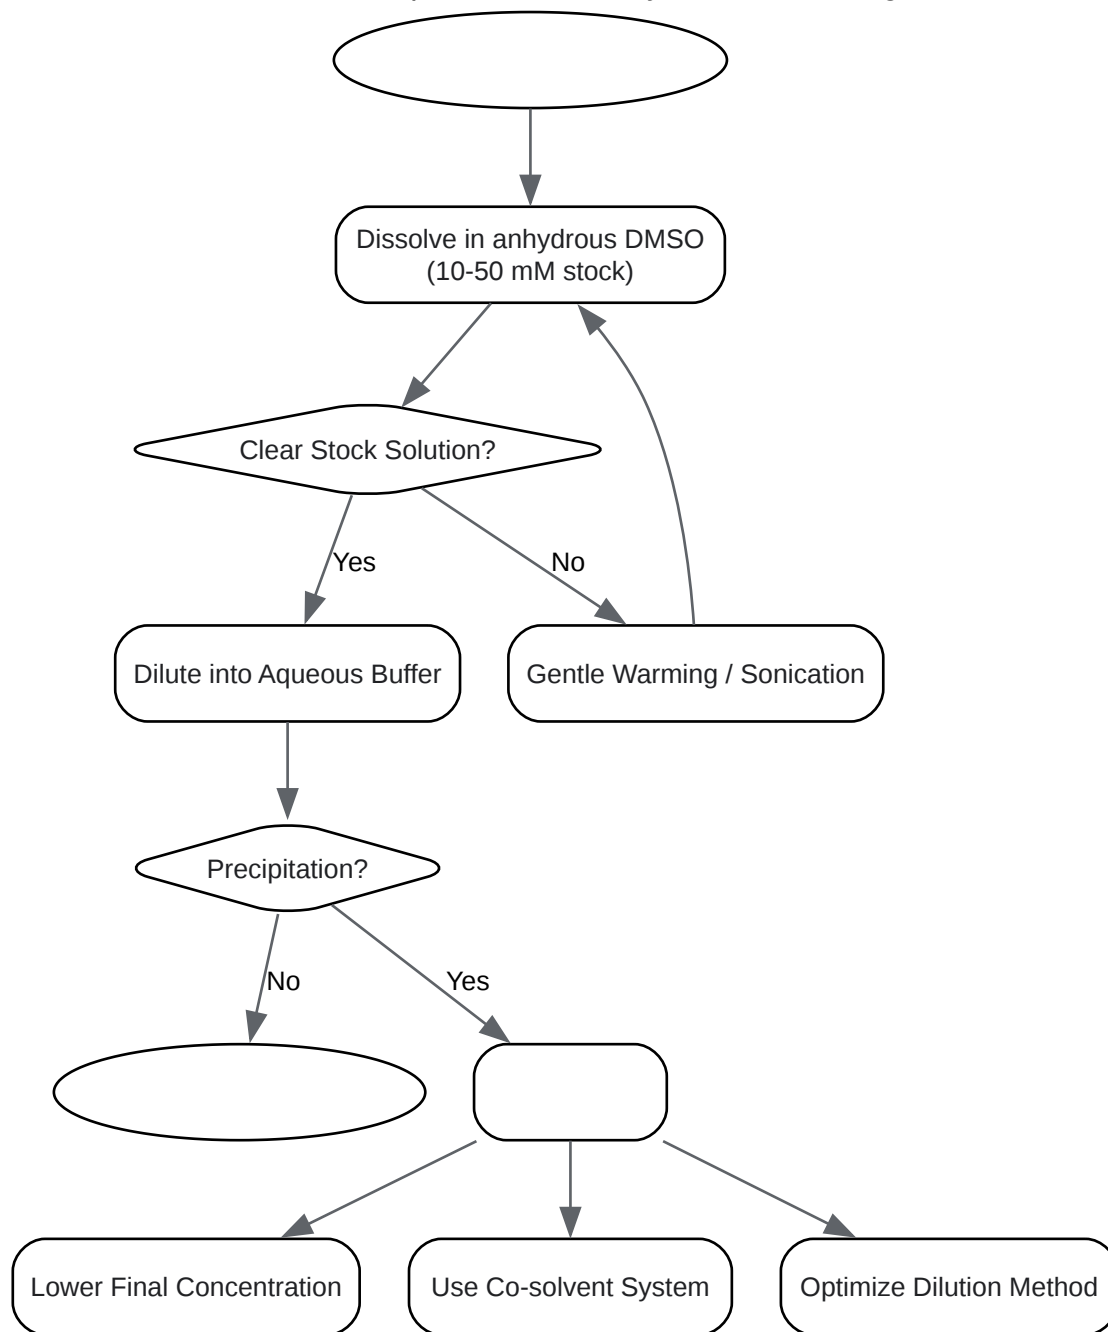 Dissolve in anhydrous DMSO
(10-50 mM stock)
Clear Stock Solution?
Yes
No
Dilute into Aqueous Buffer
Gentle Warming / Sonication
Precipitation?
No
Yes
Lower Final Concentration
Use Co-solvent System
Optimize Dilution Method